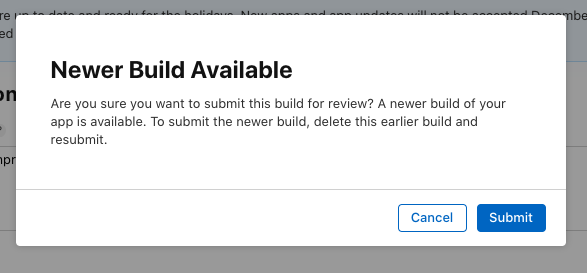 re up to date and ready for the holidays. New apps and app updates will not be accepted Decembe
ed
on
?
Newer Build Available
Are you sure you want to submit this build for review? A newer build of your
app is available. To submit the newer build, delete this earlier build and
resubmit.
mpr
Cancel
Submit